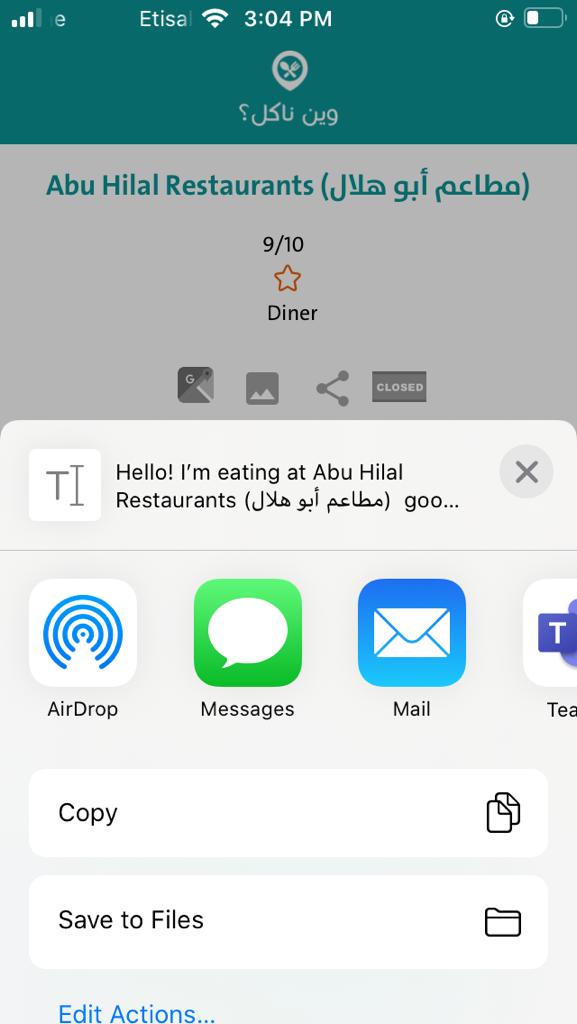 e Etisal 3:04 PM
وين ناكل؟
Abu Hilal Restaurants (مطاعم أبو هلال)
9/10
Diner
G CLOSED
Hello! I'm eating at Abu Hilal
Restaurants (مطاعم أبو هلال) goo...
AirDrop Messages Mail Tea
Copy
Save to Files
Edit Actions...